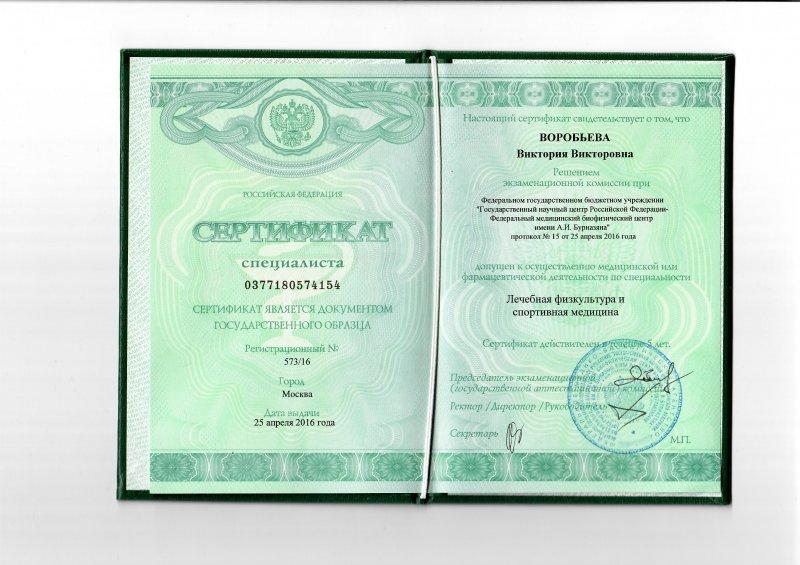 РОССИЙСКАЯ ФЕДЕРАЦИЯ
СЕРТИФИКАТ
специалиста
0377180574154
СЕРТИФИКАТ ЯВЛЯЕТСЯ ДОКУМЕНТОМ
ГОСУДАРСТВЕННОГО ОБРАЗЦА
Регистрационный №
573/16
Город
Москва
Дата выдачи
25 апреля 2016 года
Настоящий сертификат свидетельствует о том, что
ВОРОБЬЕВА
Виктория Викторовна
Решением
экзаменационной комиссии при
Федеральном государственном бюджетном учреждении
"Государственный научный центр Российской Федерации-
Федеральный медицинский биофизический центр
имени А.И. Бурназяна"
протокол № 15 от 25 апреля 2016 года
допущен к осуществлению медицинской или
фармацевтической деятельности по специальности
Лечебная физкультура и
спортивная медицина
Сертификат действителен в течение 5 лет.
Председатель экзаменационной
(государственной аттестационной) комиссии
Ректор /Директор /Руководитель
Секретарь
М.П.